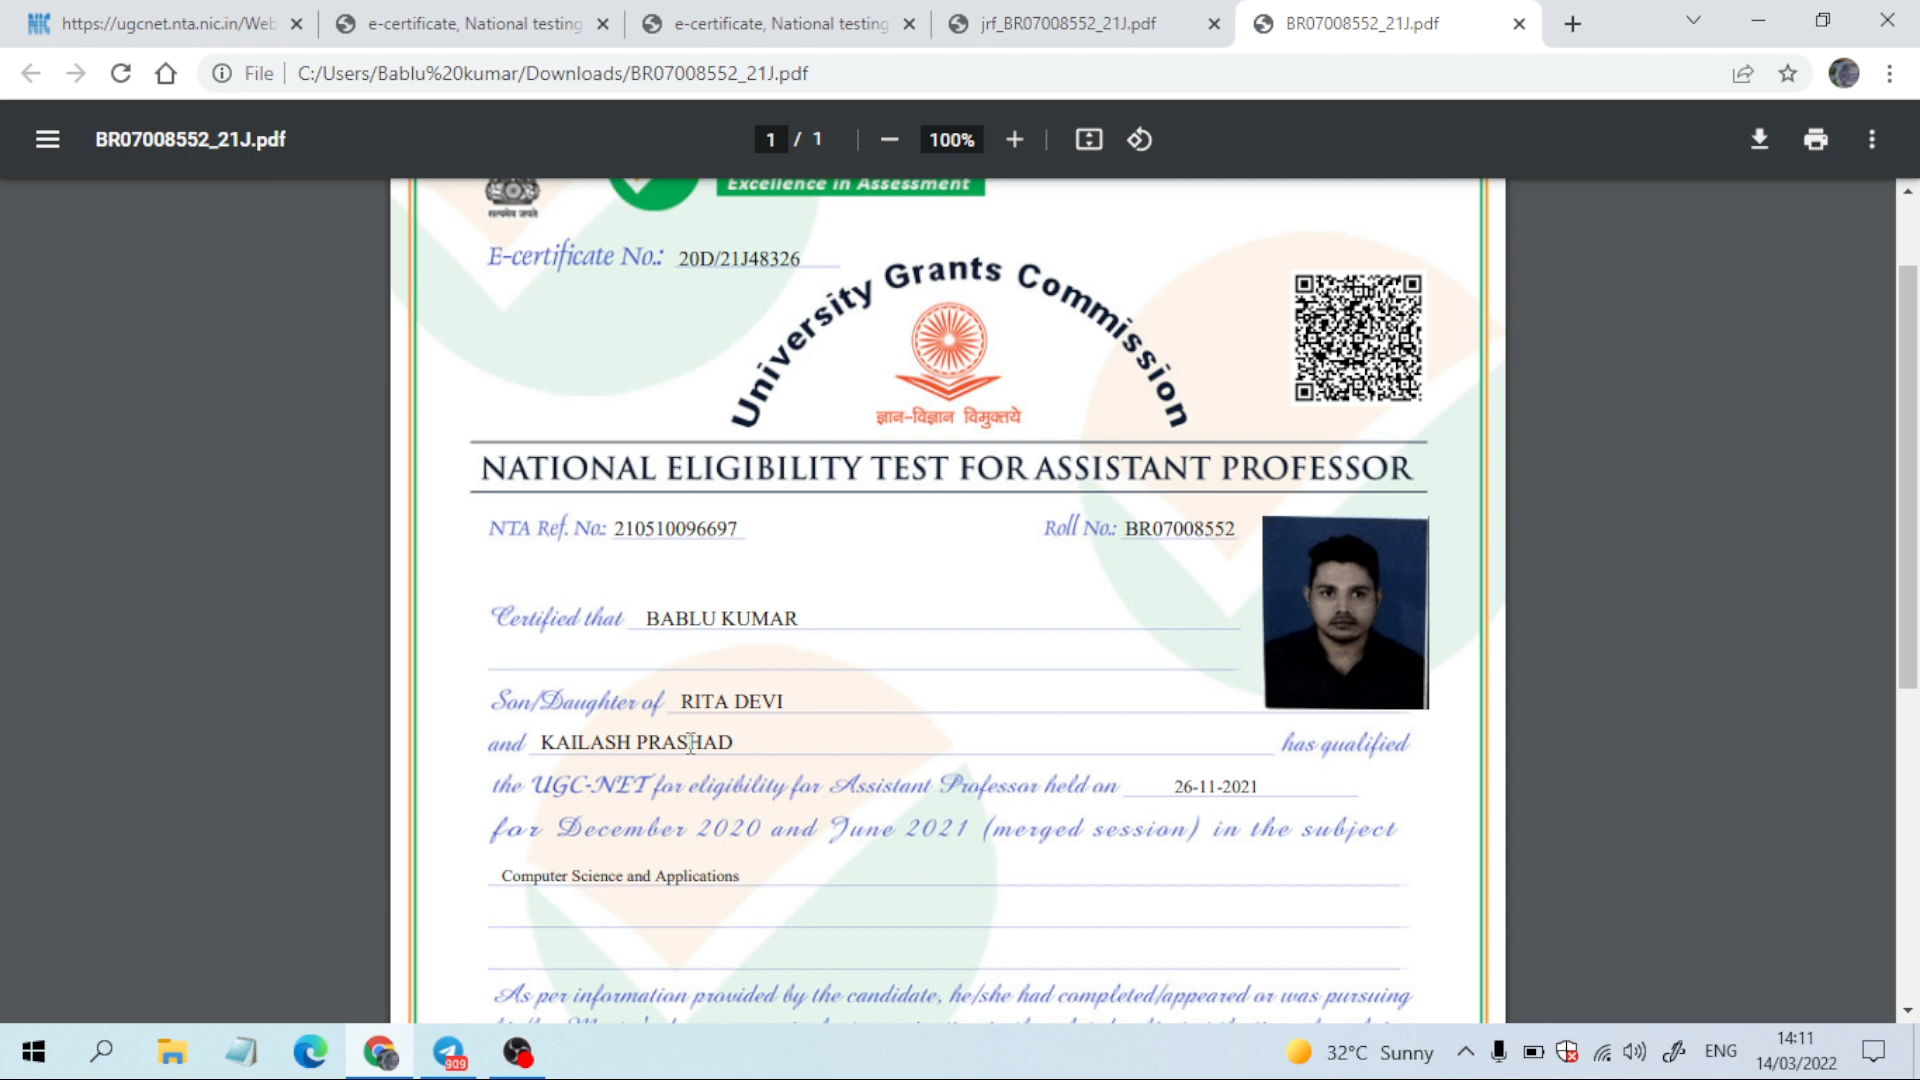 https://ugcnet.nta.nic.in/Web
e-certificate, National testing
e-certificate, National testing
jrf_BR07008552_21J.pdf
BR07008552_21J.pdf
File C:/Users/Bablu%20kumar/Downloads/BR07008552_21J.pdf
BR07008552_21J.pdf
1 / 1
100%
Excellence in Assessment
सत्यमेव जयते
E-certificate No.: 20D/21J48326
University Grants Commission
ज्ञान-विज्ञान विमुक्तये
NATIONAL ELIGIBILITY TEST FOR ASSISTANT PROFESSOR
NTA Ref. No: 210510096697 Roll No.: BR07008552
Certified that BABLU KUMAR
Son/Daughter of RITA DEVI
and KAILASH PRASHAD has qualified
the UGC-NET for eligibility for Assistant Professor held on 26-11-2021
for December 2020 and June 2021 (merged session) in the subject
Computer Science and Applications
As per information provided by the candidate, he/she had completed/appeared or was pursuing
909
32°C Sunny
ENG
14:11
14/03/2022